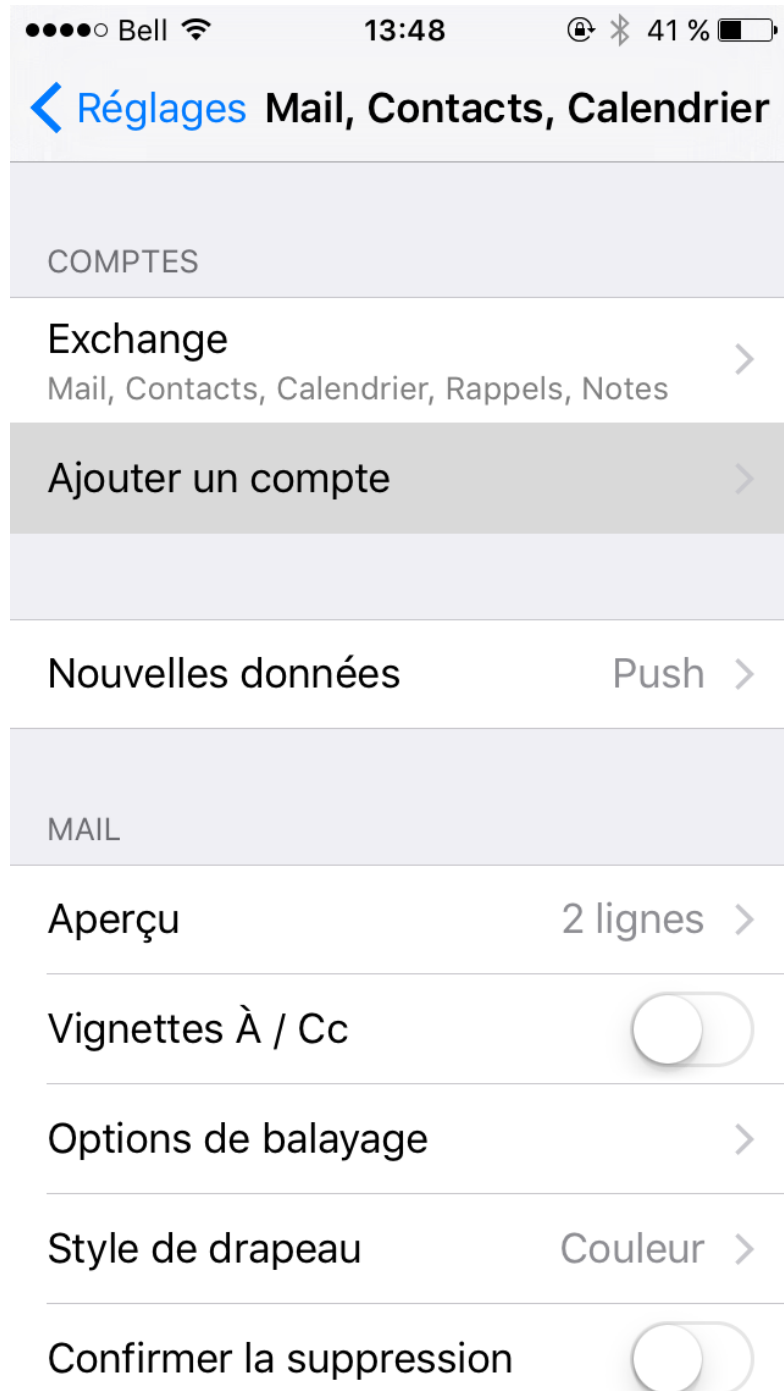 Bell 13:48 41 %
Réglages Mail, Contacts, Calendrier
COMPTES
Exchange
Mail, Contacts, Calendrier, Rappels, Notes
Ajouter un compte
Nouvelles données Push
MAIL
Aperçu 2 lignes
Vignettes À / Cc
Options de balayage
Style de drapeau Couleur
Confirmer la suppression